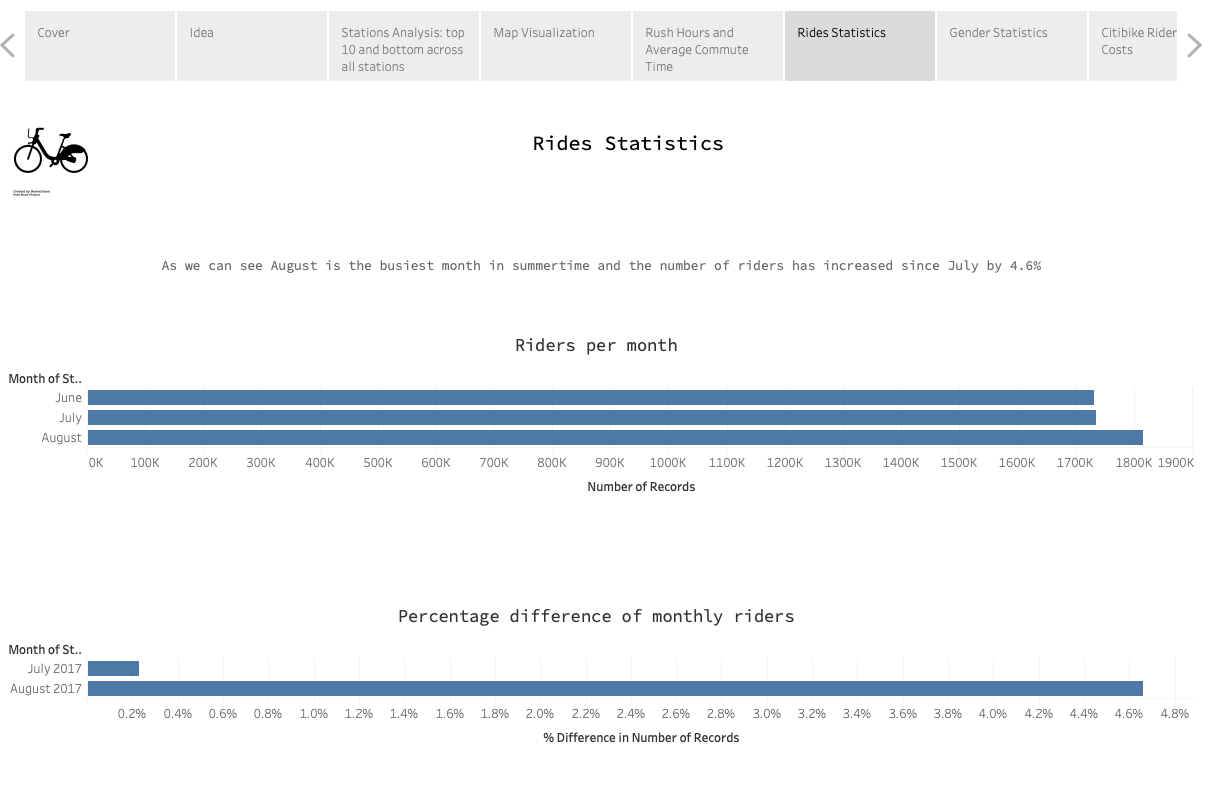 Cover
Idea
Stations Analysis: top
10 and bottom across
all stations
Map Visualization
Rush Hours and
Average Commute
Time
Rides Statistics
Gender Statistics
Citibike Rider
Costs
Rides Statistics
Created by Shahed Syed
from Noun Project
As we can see August is the busiest month in summertime and the number of riders has increased since July by 4.6%
Riders per month
Month of St..
June
July
August
0K 100K 200K 300K 400K 500K 600K 700K 800K 900K 1000K 1100K 1200K 1300K 1400K 1500K 1600K 1700K 1800K 1900K
Number of Records
Percentage difference of monthly riders
Month of St..
July 2017
August 2017
0.2% 0.4% 0.6% 0.8% 1.0% 1.2% 1.4% 1.6% 1.8% 2.0% 2.2% 2.4% 2.6% 2.8% 3.0% 3.2% 3.4% 3.6% 3.8% 4.0% 4.2% 4.4% 4.6% 4.8%
% Difference in Number of Records